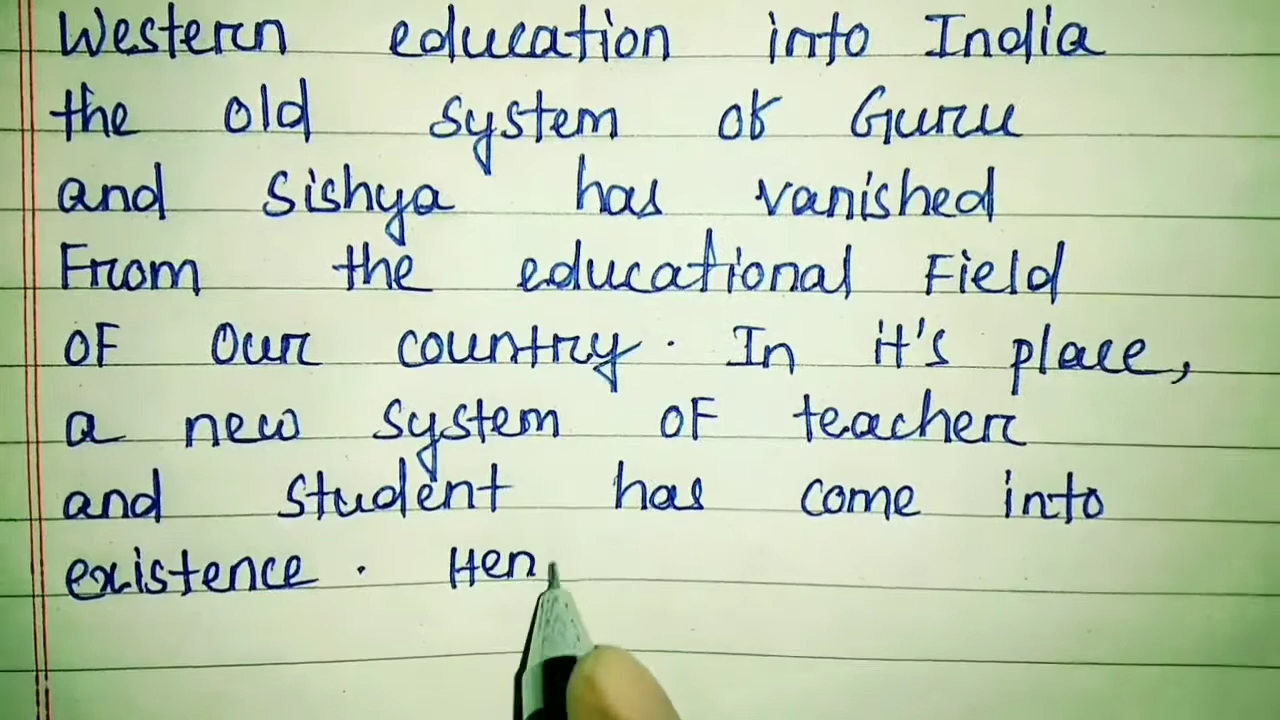 Western education into India
the old system of Guru
and Sishya has vanished
From the educational Field
of our country. In it's place,
a new system of teacher
and student has come into
existence. Hen